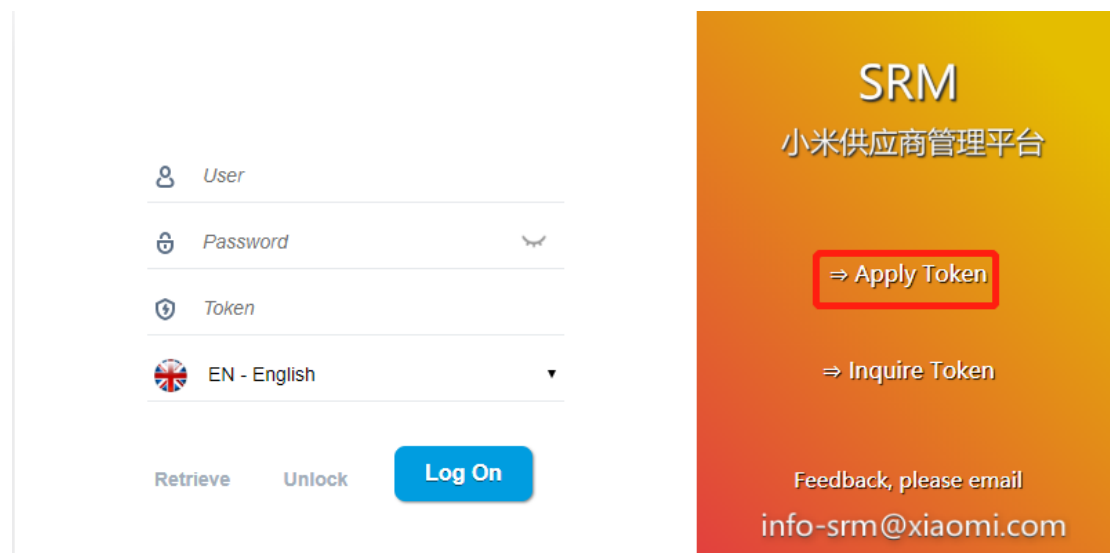 User
Password
Token
EN - English
Retrieve
Unlock
Log On
SRM
小米供应商管理平台
⇒ Apply Token
⇒ Inquire Token
Feedback, please email
info-srm@xiaomi.com